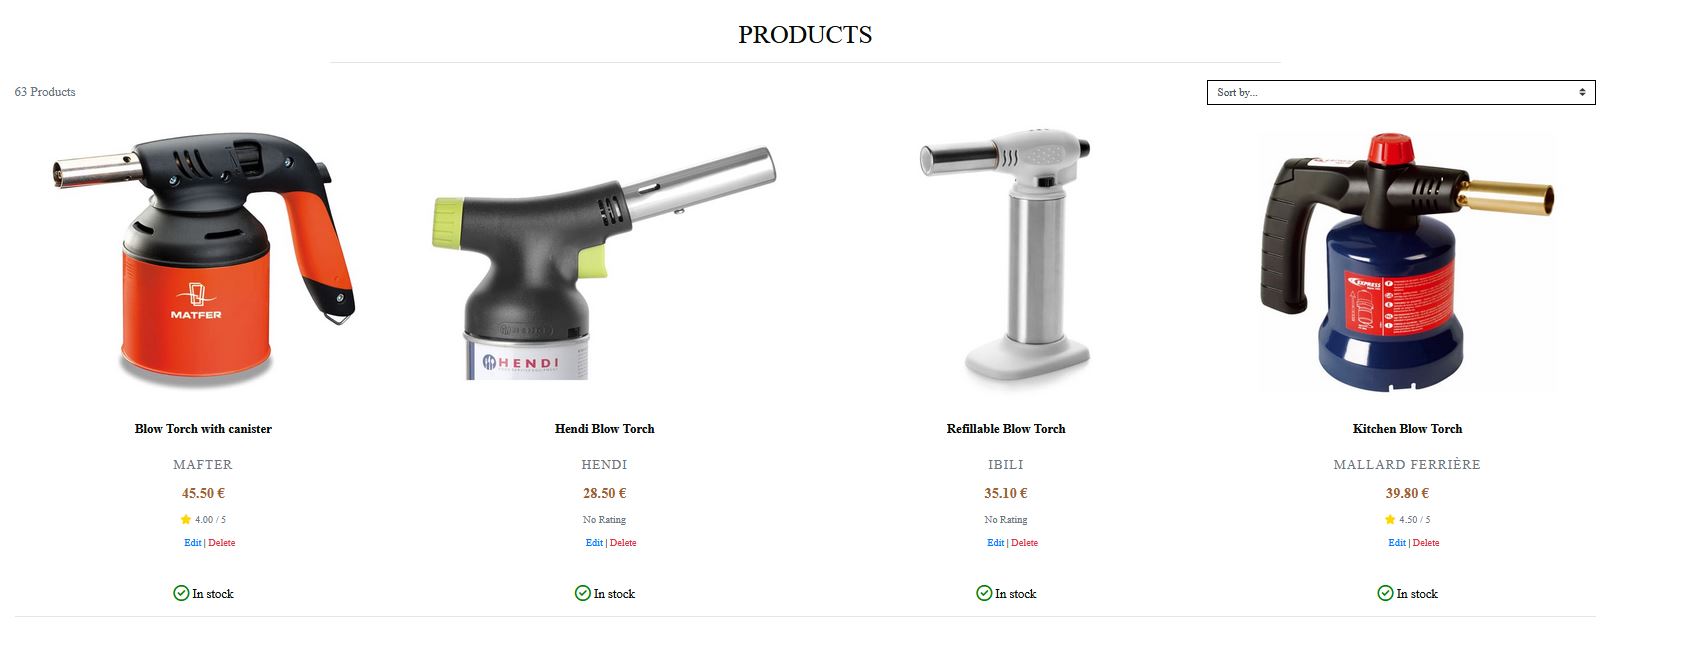 PRODUCTS
63 Products
Sort by...
MATFER
HENDI
HENDI
EXPRESS
Blow Torch with canister
Hendi Blow Torch
Refillable Blow Torch
Kitchen Blow Torch
MAFTER
HENDI
IBILI
MALLARD FERRIÈRE
45.50 €
28.50 €
35.10 €
39.80 €
4.00 / 5
No Rating
No Rating
4.50 / 5
Edit | Delete
Edit | Delete
Edit | Delete
Edit | Delete
In stock
In stock
In stock
In stock